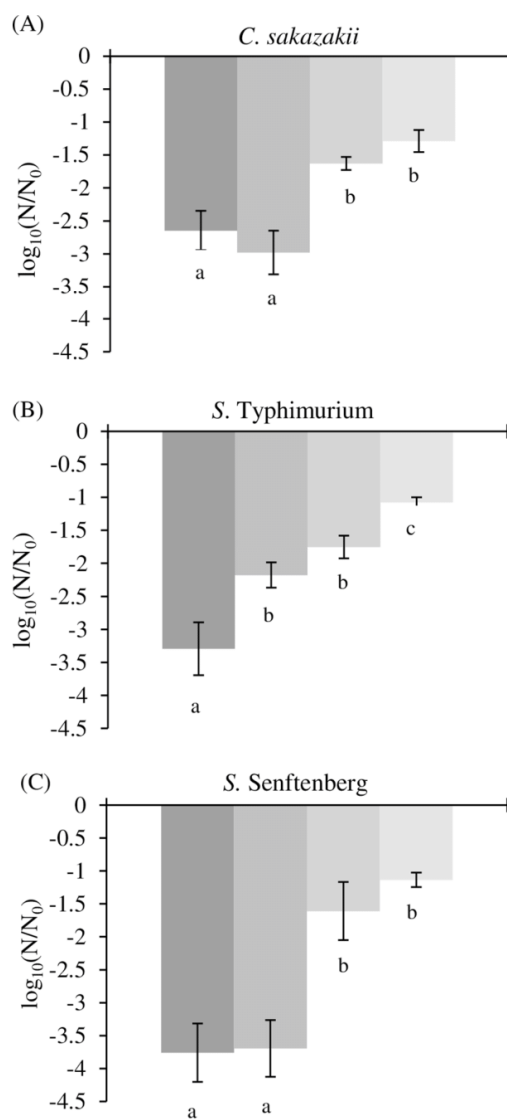 (A)
C. sakazakii
0
-0.5
-1
-1.5
-2
-2.5
-3
-3.5
-4
-4.5
log10(N/N0)
a
a
b
b
(B)
S. Typhimurium
0
-0.5
-1
-1.5
-2
-2.5
-3
-3.5
-4
-4.5
log10(N/N0)
a
b
b
c
(C)
S. Senftenberg
0
-0.5
-1
-1.5
-2
-2.5
-3
-3.5
-4
-4.5
log10(N/N0)
a
a
b
b